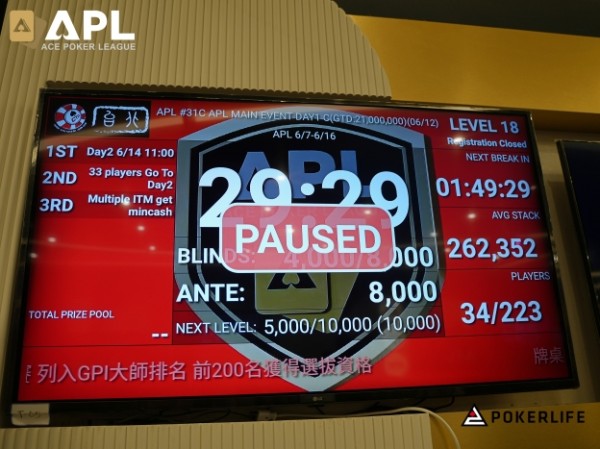 APL
ACE POKER LEAGUE
APL #31C APL MAIN EVENT-DAY1-C(GTD:21,000,000)(06/12)
APL 6/7-6/16
LEVEL 18
Registration Closed
1ST Day2 6/14 11:00
2ND 33 players Go To Day2
3RD Multiple ITM get mincash
NEXT BREAK IN
01:49:29
29:29
PAUSED
AVG STACK
262,352
BLINDS: 4,000/8,000
ANTE: 8,000
PLAYERS
34/223
TOTAL PRIZE POOL
--
NEXT LEVEL: 5,000/10,000 (10,000)
列入GPI大師排名 前200名獲得選拔資格
牌桌
LG
POKERLIFE